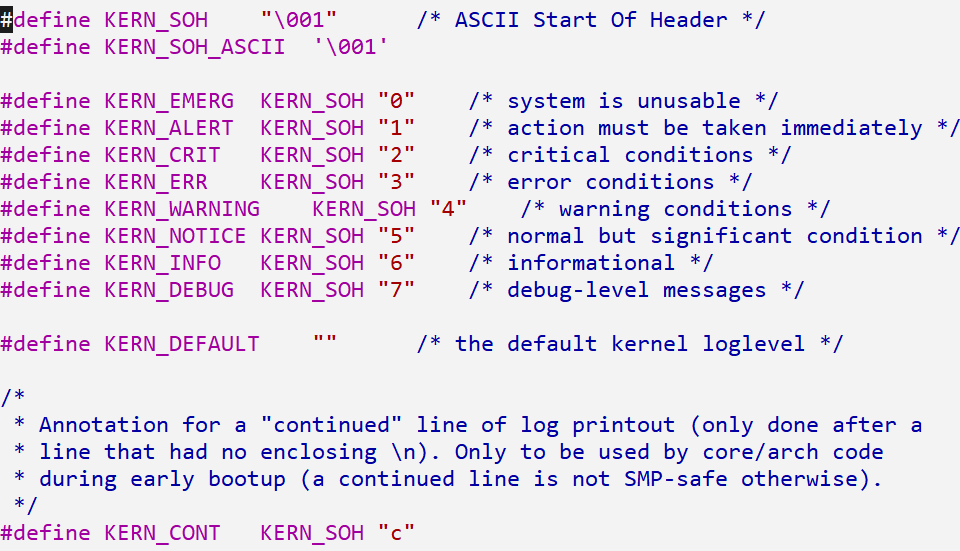 #define KERN_SOH    "\001"      /* ASCII Start Of Header */
#define KERN_SOH_ASCII  '\001'

#define KERN_EMERG  KERN_SOH "0"    /* system is unusable */
#define KERN_ALERT  KERN_SOH "1"    /* action must be taken immediately */
#define KERN_CRIT   KERN_SOH "2"    /* critical conditions */
#define KERN_ERR    KERN_SOH "3"    /* error conditions */
#define KERN_WARNING    KERN_SOH "4"    /* warning conditions */
#define KERN_NOTICE KERN_SOH "5"    /* normal but significant condition */
#define KERN_INFO   KERN_SOH "6"    /* informational */
#define KERN_DEBUG  KERN_SOH "7"    /* debug-level messages */

#define KERN_DEFAULT    ""      /* the default kernel loglevel */

/*
 * Annotation for a "continued" line of log printout (only done after a
 * line that had no enclosing \n). Only to be used by core/arch code
 * during early bootup (a continued line is not SMP-safe otherwise).
 */
#define KERN_CONT   KERN_SOH "c"